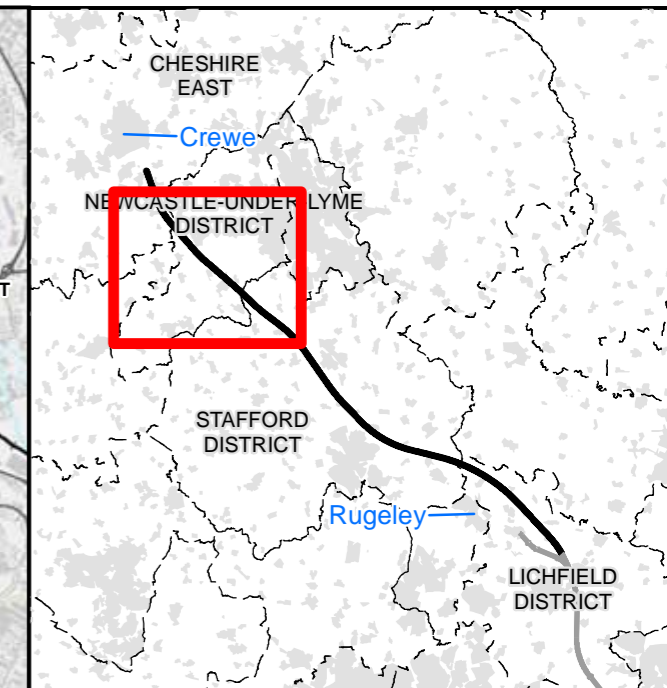 CHESHIRE
EAST
Crewe
NEWCASTLE-UNDER-LYME
DISTRICT
T
STAFFORD
DISTRICT
Rugeley
LICHFIELD
DISTRICT